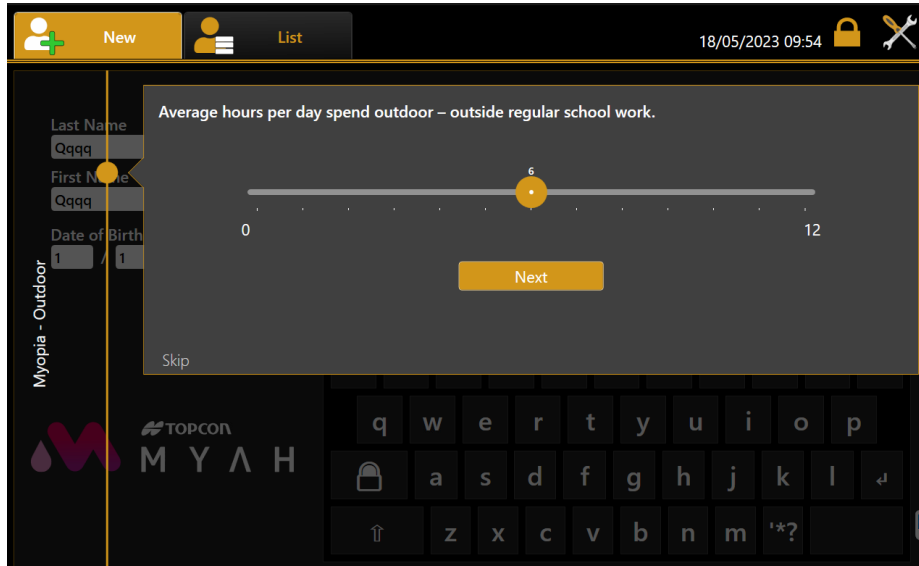 New
List
18/05/2023 09:54
Average hours per day spend outdoor – outside regular school work.
6
0
12
Next
Skip
Last Name
Qqqq
First Name
Qqqq
Date of Birth
1 / 1
Myopia - Outdoor
TOPCON
MYAH
q w e r t y u i o p
a s d f g h j k l
z x c v b n m '*?